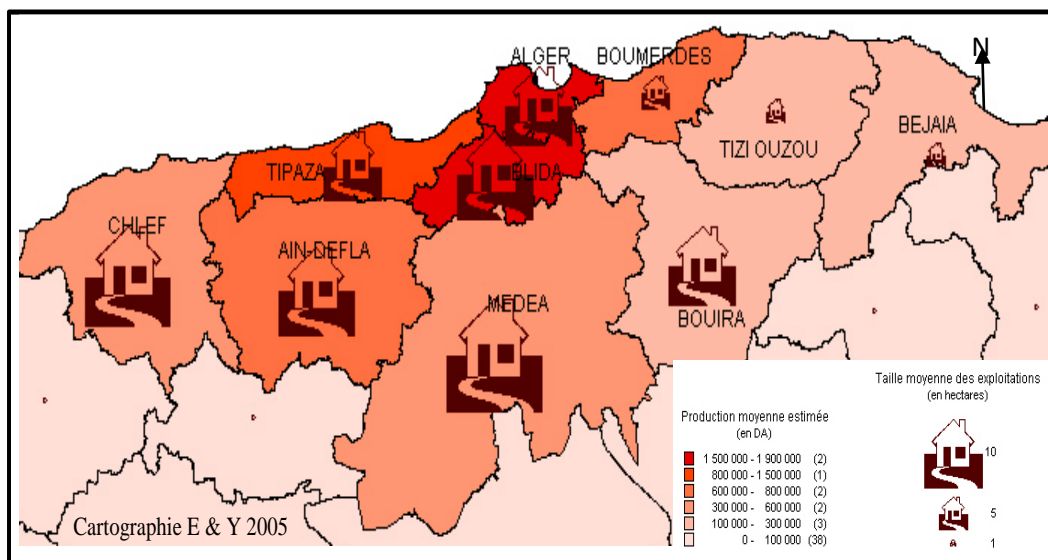 ALGER
BOUMERDES
N
BEJAIA
TIZI OUZOU
TIPAZA
BLIDA
CHLEF
AIN-DEFLA
MEDEA
BOUIRA
Taille moyenne des exploitations
(en hectares)
10
5
1
Production moyenne estimée
(en DA)
1 500 000 - 1 900 000 (2)
800 000 - 1 500 000 (1)
600 000 - 800 000 (2)
300 000 - 600 000 (2)
100 000 - 300 000 (3)
0 - 100 000 (38)
Cartographie E & Y 2005